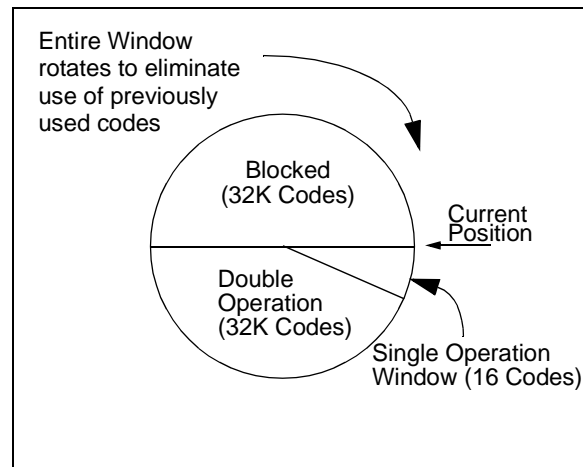 Entire Window
rotates to eliminate
use of previously
used codes
Blocked
(32K Codes)
Current
Position
Double
Operation
(32K Codes)
Single Operation
Window (16 Codes)